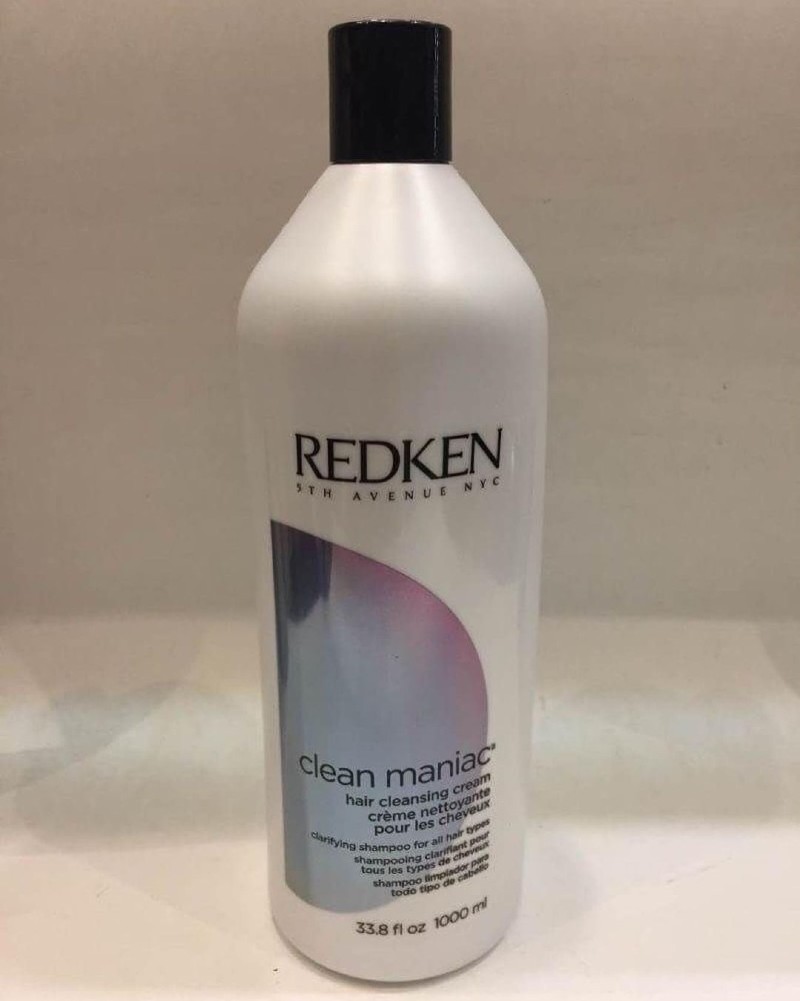 REDKEN
5TH AVENUE NYC
clean maniac
hair cleansing cream
crème nettoyante
pour les cheveux
clarifying shampoo for all hair types
shampooing clarifiant pour
tous les types de cheveux
shampoo limpiador para
todo tipo de cabello
33.8 fl oz 1000 ml